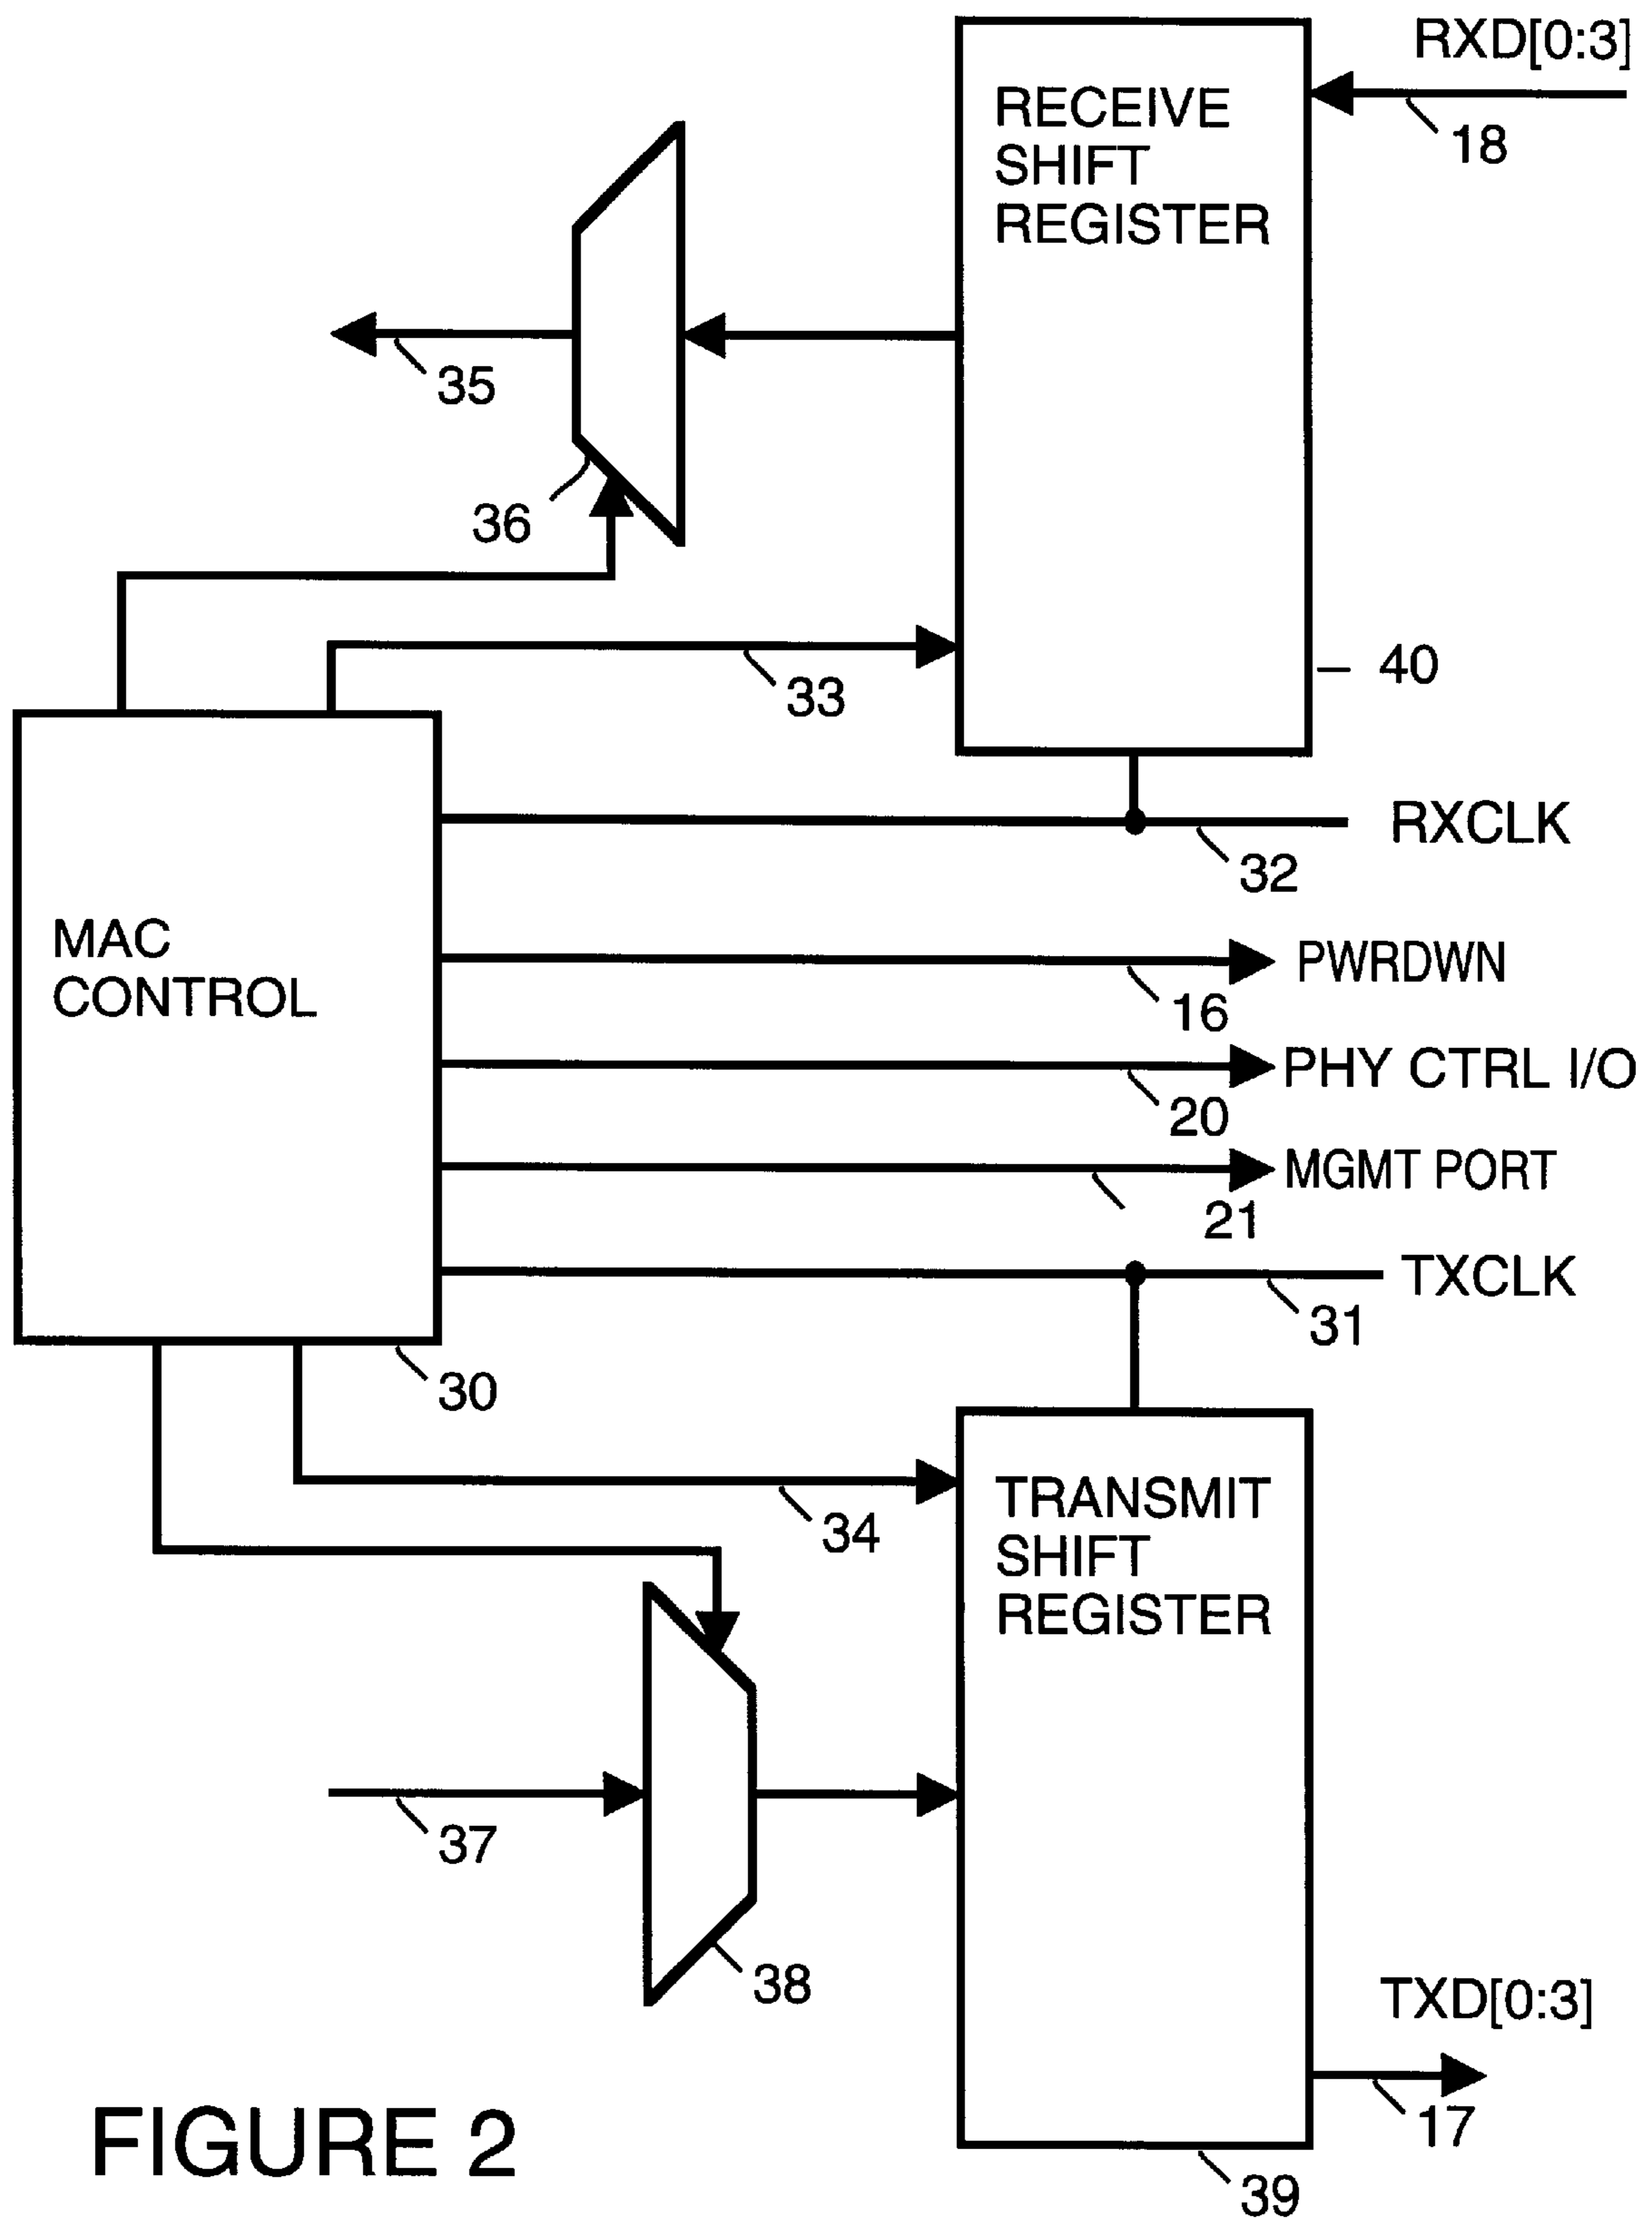 RXD[0:3]
18
RECEIVE
SHIFT
REGISTER
35
36
33
40
RXCLK
32
MAC
CONTROL
PWRDWN
16
PHY CTRL I/O
20
MGMT PORT
21
TXCLK
31
30
34
TRANSMIT
SHIFT
REGISTER
37
38
TXD[0:3]
17
39
FIGURE 2